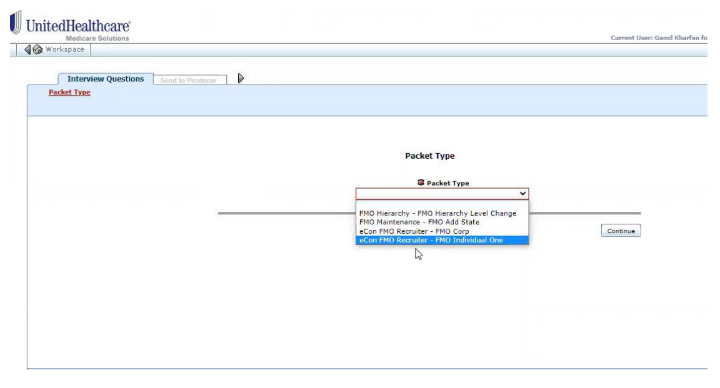 UnitedHealthcare®
Medicare Solutions
Current User: Gamil Kharfan fo
Workspace
Interview Questions
Send to Producer
Packet Type
Packet Type
Packet Type
FMO Hierarchy - FMO Hierarchy Level Change
FMO Maintenance - FMO Add State
eCon FMO Recruiter - FMO Corp
eCon FMO Recruiter - FMO Individual One
Continue